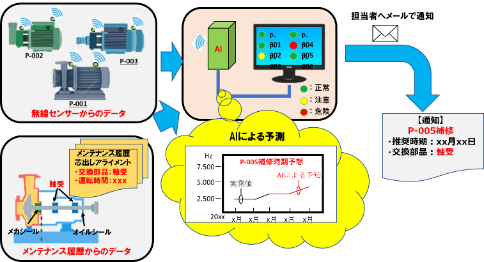 P-002
P-003
P-001
無線センサーからのデータ
AI
P-
β04
β02
：正常
：注意
：危険
担当者へメールで通知
【通知】
P-005補修
・推奨時期：xx月xx日
・交換部品：軸受
メンテナンス履歴
芯出しアライメント
・交換部品：軸受
・運転時間：xxx
軸受
メカシール
オイルシール
メンテナンス履歴からのデータ
AIによる予測
P-005補修時期予想
Hz
7.500
5.000
2.500
実測値
AIによる予知
20xx
x月 x月 x月 x月 x月